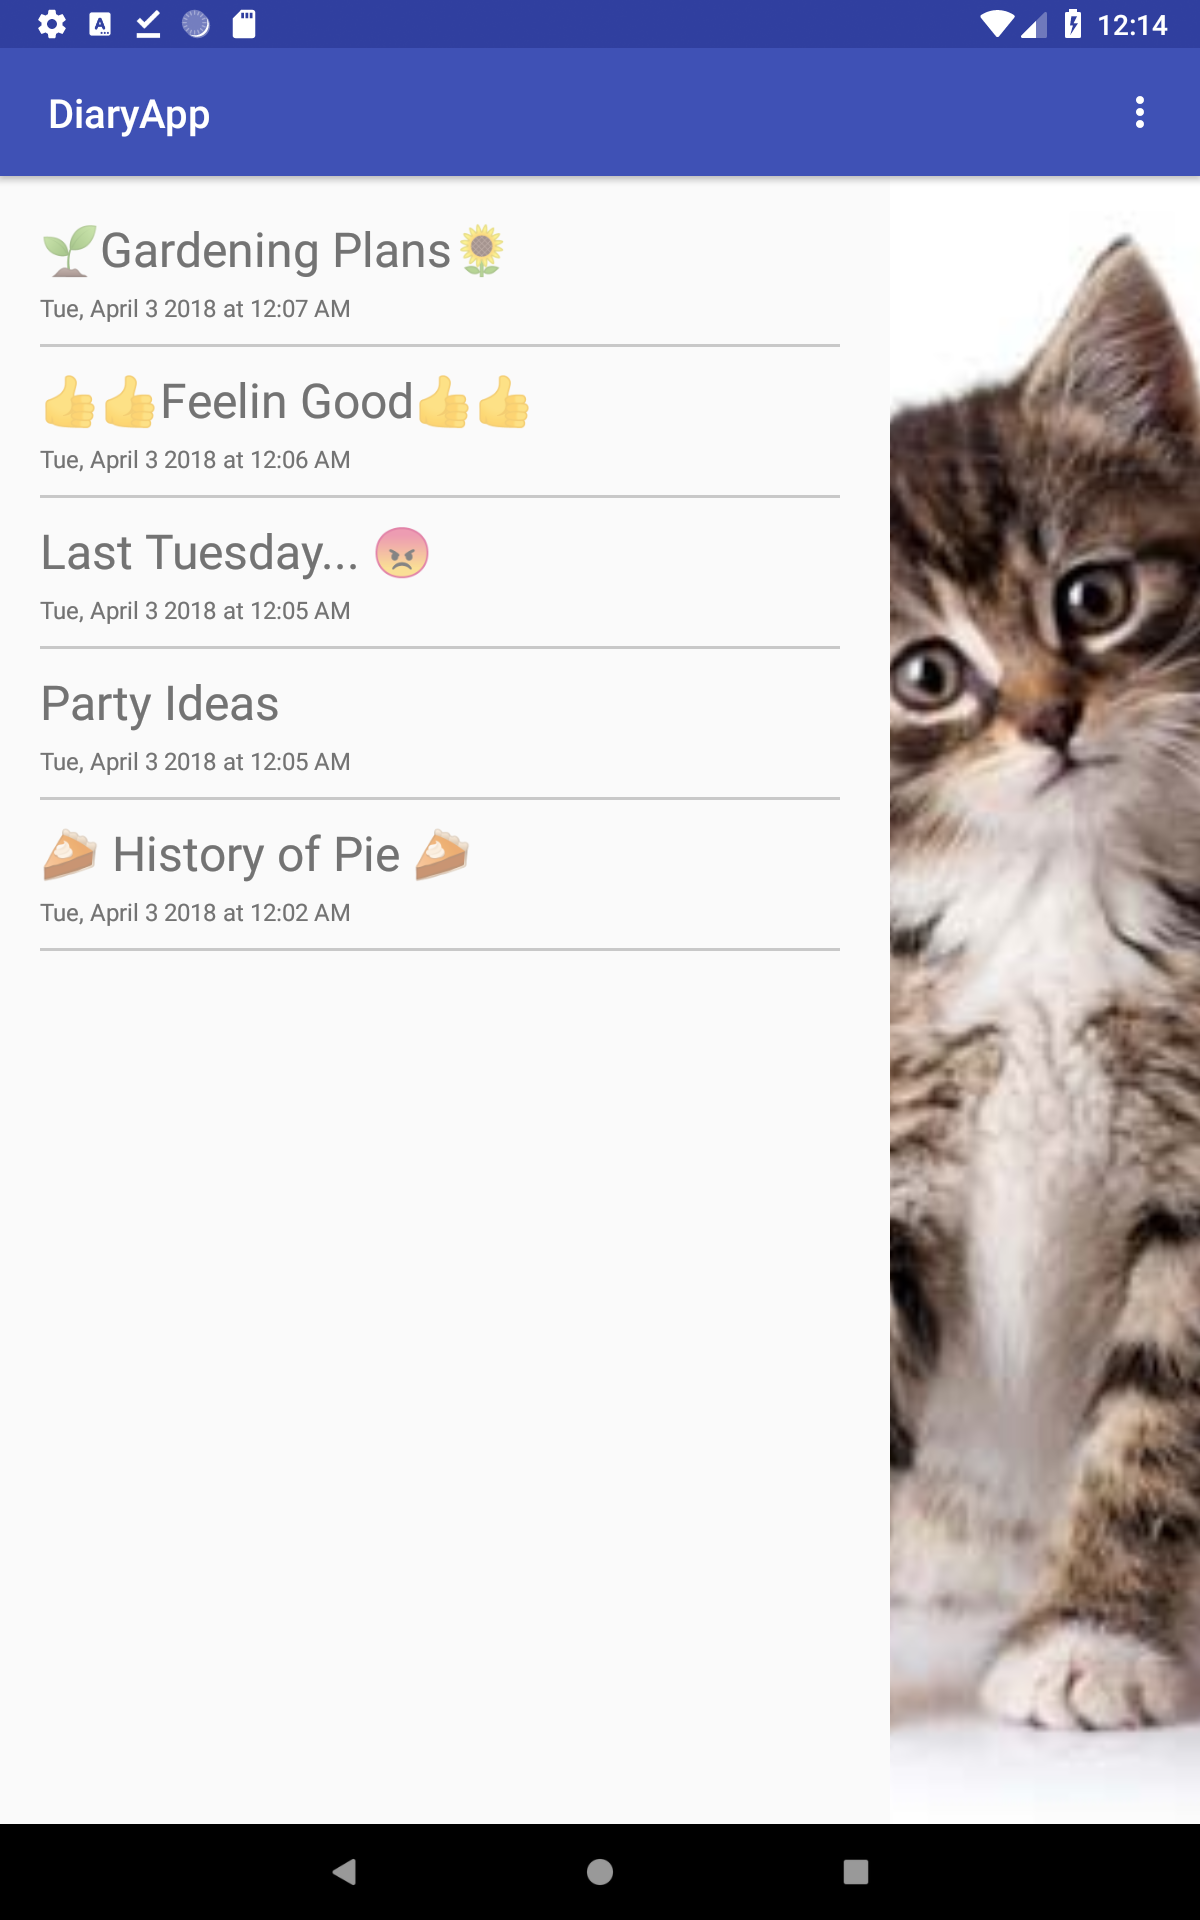 12:14
DiaryApp
🌱Gardening Plans🌻
Tue, April 3 2018 at 12:07 AM
👍👍Feelin Good👍👍
Tue, April 3 2018 at 12:06 AM
Last Tuesday... 😡
Tue, April 3 2018 at 12:05 AM
Party Ideas
Tue, April 3 2018 at 12:05 AM
🥧 History of Pie 🥧
Tue, April 3 2018 at 12:02 AM